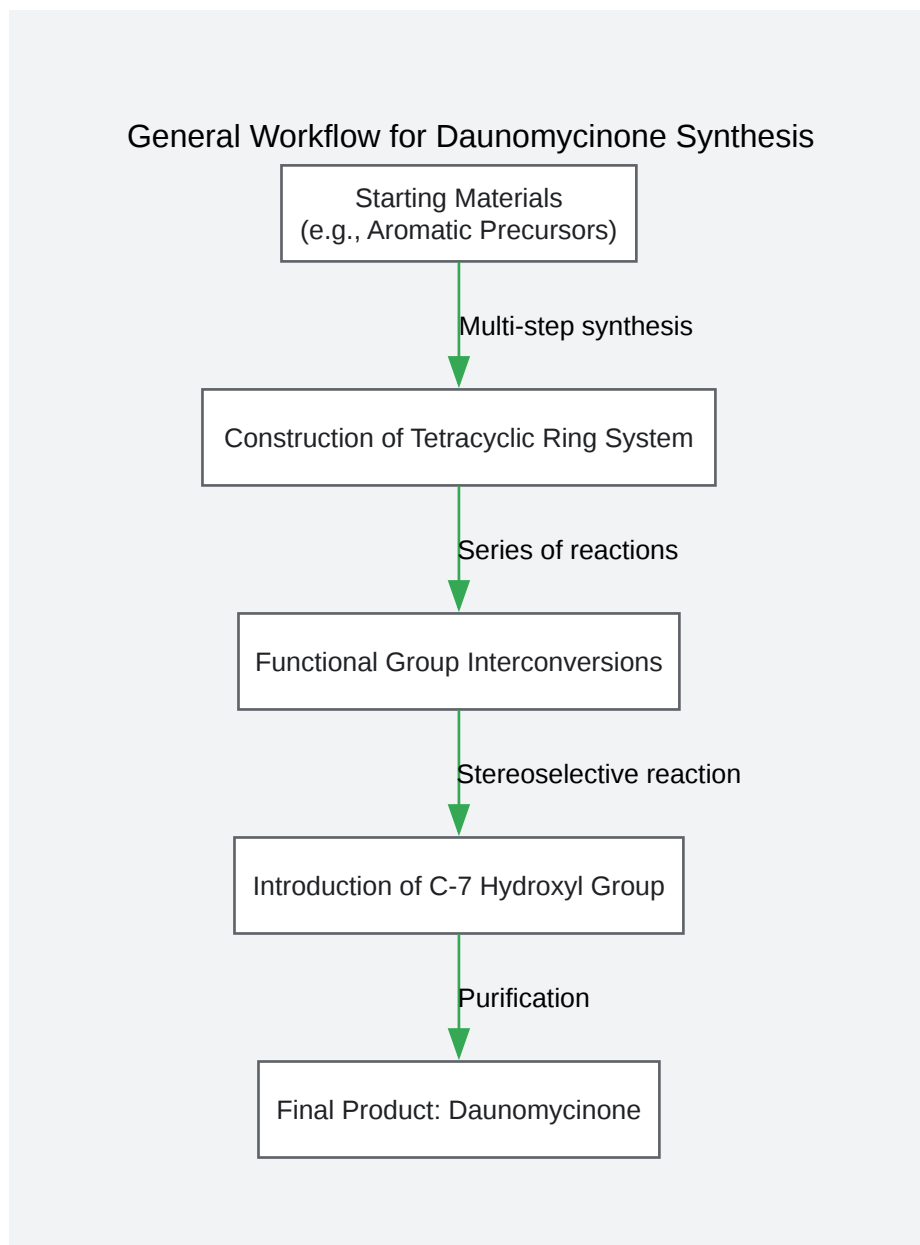 General Workflow for Daunomycinone Synthesis
Starting Materials
(e.g., Aromatic Precursors)
Multi-step synthesis
Construction of Tetracyclic Ring System
Series of reactions
Functional Group Interconversions
Stereoselective reaction
Introduction of C-7 Hydroxyl Group
Purification
Final Product: Daunomycinone